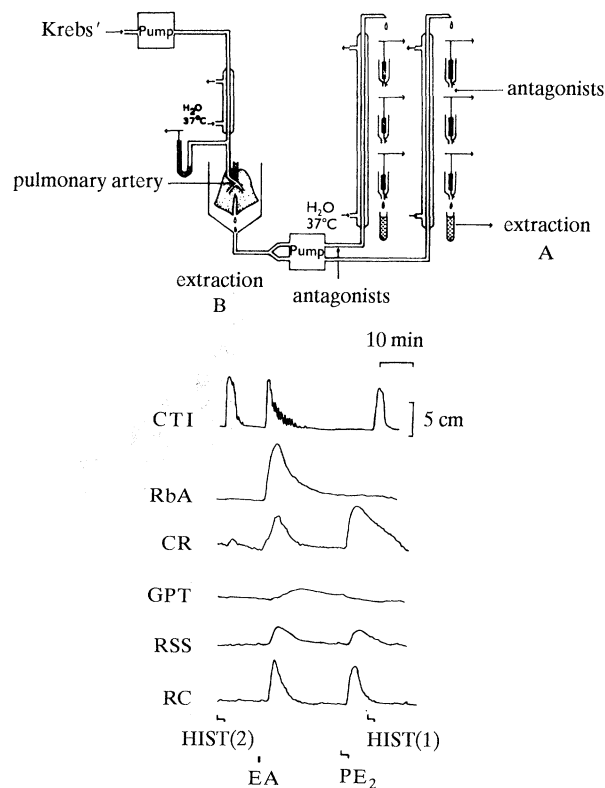 Krebs'
Pump
H₂O
37°C
antagonists
pulmonary artery
H₂O
37°C
Pump
extraction
A
extraction
B
antagonists
10 min
CTI
5 cm
RbA
CR
GPT
RSS
RC
HIST(2)
HIST(1)
EA
PE₂